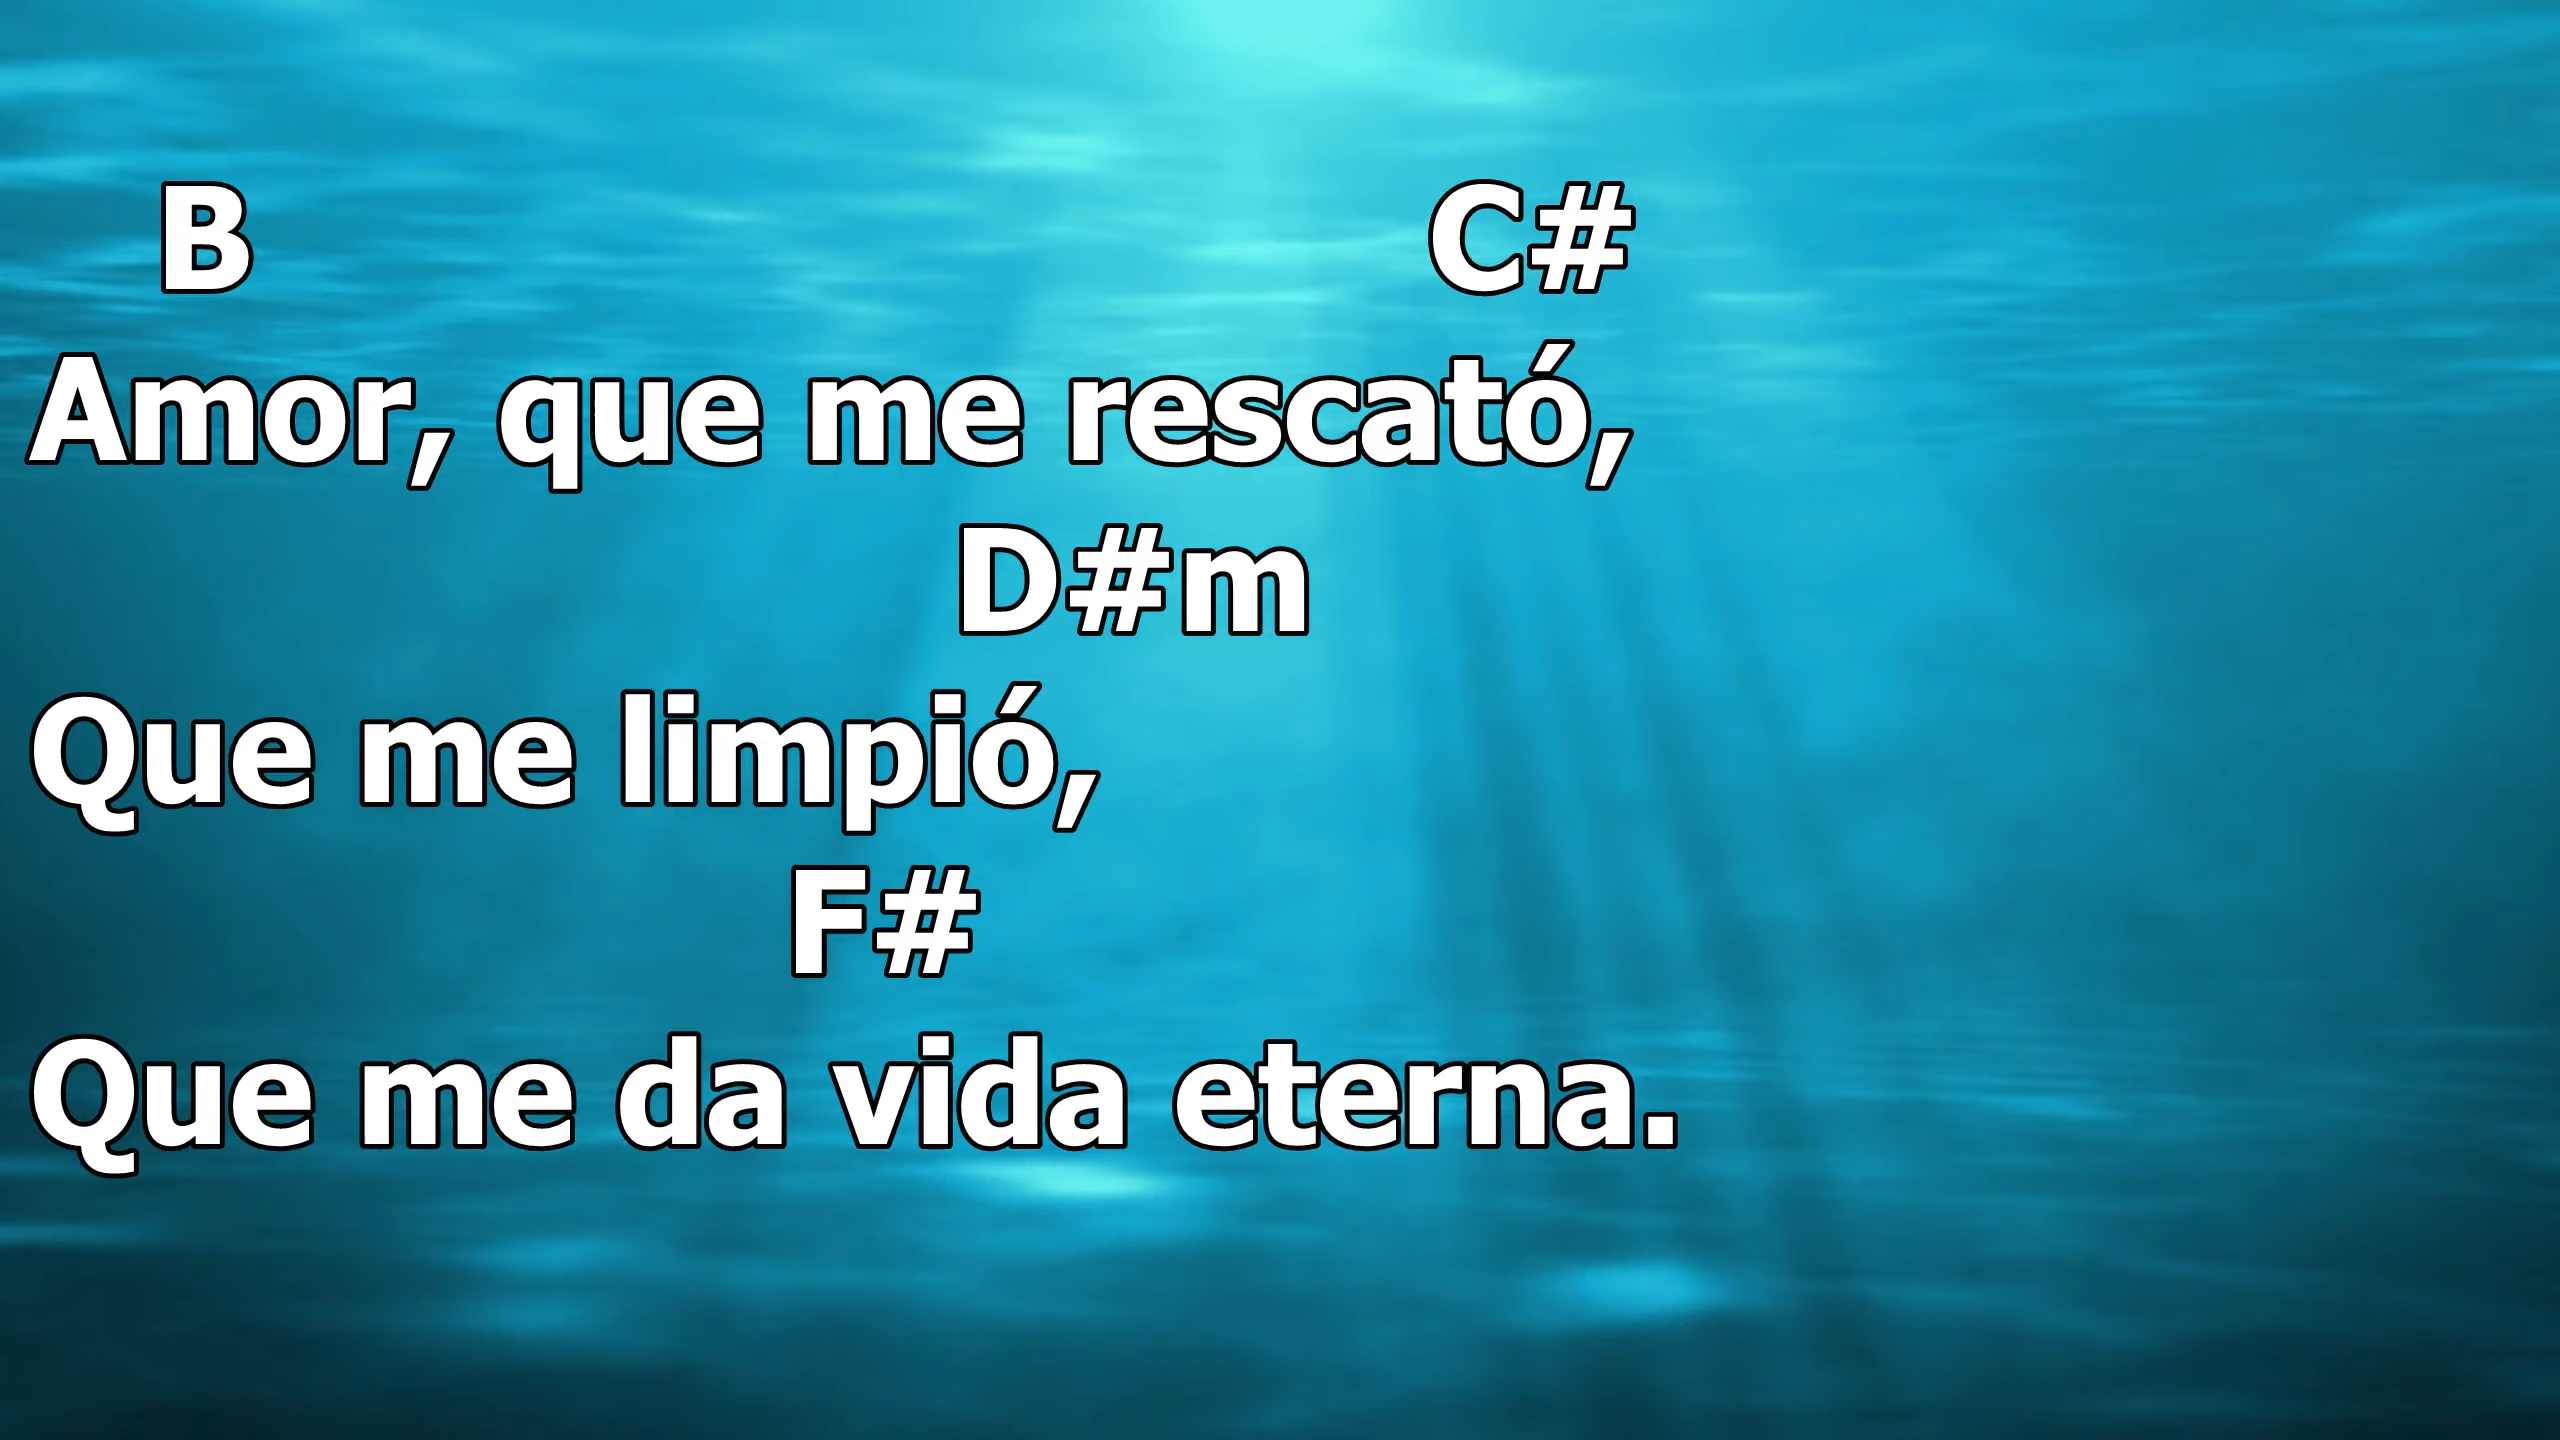 B C#
Amor, que me rescató,
D#m
Que me limpió,
F#
Que me da vida eterna.